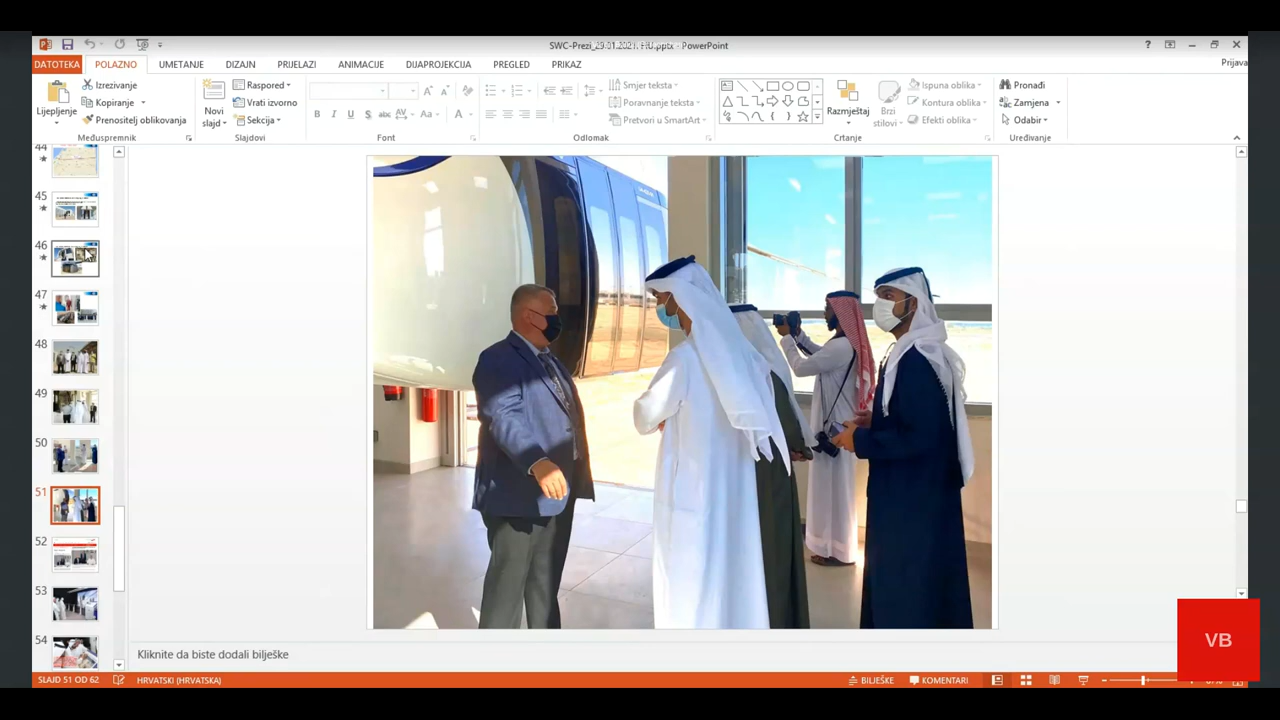 SWC-Prezi_29.01.2021. HU.pptx - PowerPoint
DATOTEKA POLAZNO UMETANJE DIZAJN PRIJELAZI ANIMACIJE DIJAPROJEKCIJA PREGLED PRIKAZ Prijava
Lijepljenje
Izrezivanje
Kopiranje
Prenositelj oblikovanja
Međuspremnik
Novi
slajd
Raspored
Vrati izvorno
Sekcija
Slajdovi
B I U S abc AV Aa A
Font
Smjer teksta
Poravnanje teksta
Pretvori u SmartArt
Odlomak
Razmještaj
Brzi
stilovi
Ispuna oblika
Kontura oblika
Efekti oblika
Crtanje
Pronađi
Zamjena
Odabir
Uređivanje
44
45
46
47
48
49
50
51
52
53
54
Kliknite da biste dodali bilješke
VB
SLAJD 51 OD 62 HRVATSKI (HRVATSKA) BILJEŠKE KOMENTARI